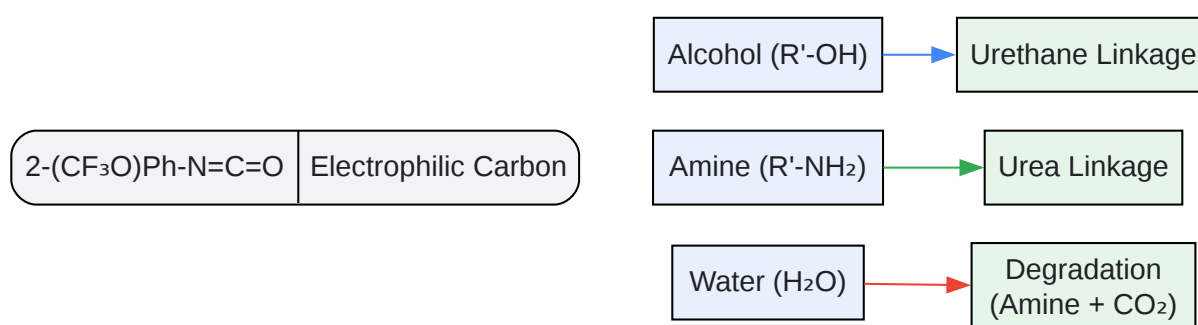 Alcohol (R'-OH)
Urethane Linkage
2-(CF₃O)Ph-N=C=O
Electrophilic Carbon
Amine (R'-NH₂)
Urea Linkage
Water (H₂O)
Degradation
(Amine + CO₂)